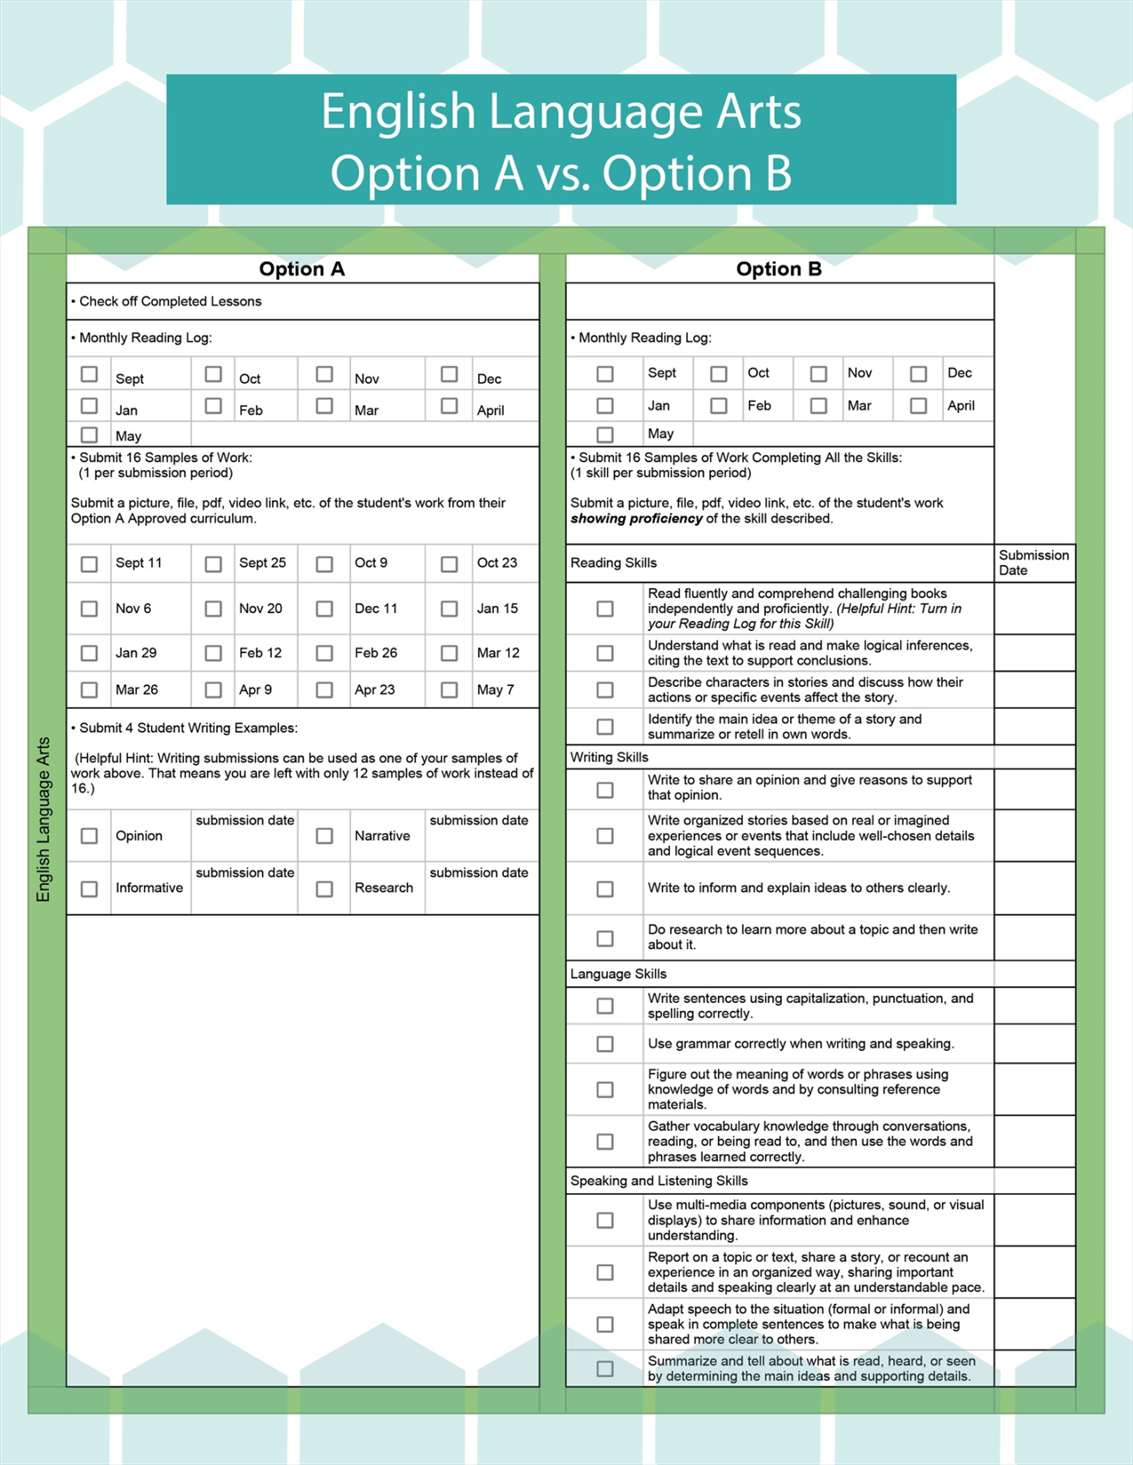 English Language Arts
Option A vs. Option B
English Language Arts
Option A
• Check off Completed Lessons
• Monthly Reading Log:
Sept Oct Nov Dec
Jan Feb Mar April
May
• Submit 16 Samples of Work:
(1 per submission period)
Submit a picture, file, pdf, video link, etc. of the student's work from their
Option A Approved curriculum.
Sept 11 Sept 25 Oct 9 Oct 23
Nov 6 Nov 20 Dec 11 Jan 15
Jan 29 Feb 12 Feb 26 Mar 12
Mar 26 Apr 9 Apr 23 May 7
• Submit 4 Student Writing Examples:
(Helpful Hint: Writing submissions can be used as one of your samples of
work above. That means you are left with only 12 samples of work instead of
16.)
Opinion submission date Narrative submission date
Informative submission date Research submission date
Option B
• Monthly Reading Log:
Sept Oct Nov Dec
Jan Feb Mar April
May
• Submit 16 Samples of Work Completing All the Skills:
(1 skill per submission period)
Submit a picture, file, pdf, video link, etc. of the student's work
showing proficiency of the skill described.
Reading Skills
Submission
Date
Read fluently and comprehend challenging books
independently and proficiently. (Helpful Hint: Turn in
your Reading Log for this Skill)
Understand what is read and make logical inferences,
citing the text to support conclusions.
Describe characters in stories and discuss how their
actions or specific events affect the story.
Identify the main idea or theme of a story and
summarize or retell in own words.
Writing Skills
Write to share an opinion and give reasons to support
that opinion.
Write organized stories based on real or imagined
experiences or events that include well-chosen details
and logical event sequences.
Write to inform and explain ideas to others clearly.
Do research to learn more about a topic and then write
about it.
Language Skills
Write sentences using capitalization, punctuation, and
spelling correctly.
Use grammar correctly when writing and speaking.
Figure out the meaning of words or phrases using
knowledge of words and by consulting reference
materials.
Gather vocabulary knowledge through conversations,
reading, or being read to, and then use the words and
phrases learned correctly.
Speaking and Listening Skills
Use multi-media components (pictures, sound, or visual
displays) to share information and enhance
understanding.
Report on a topic or text, share a story, or recount an
experience in an organized way, sharing important
details and speaking clearly at an understandable pace.
Adapt speech to the situation (formal or informal) and
speak in complete sentences to make what is being
shared more clear to others.
Summarize and tell about what is read, heard, or seen
by determining the main ideas and supporting details.